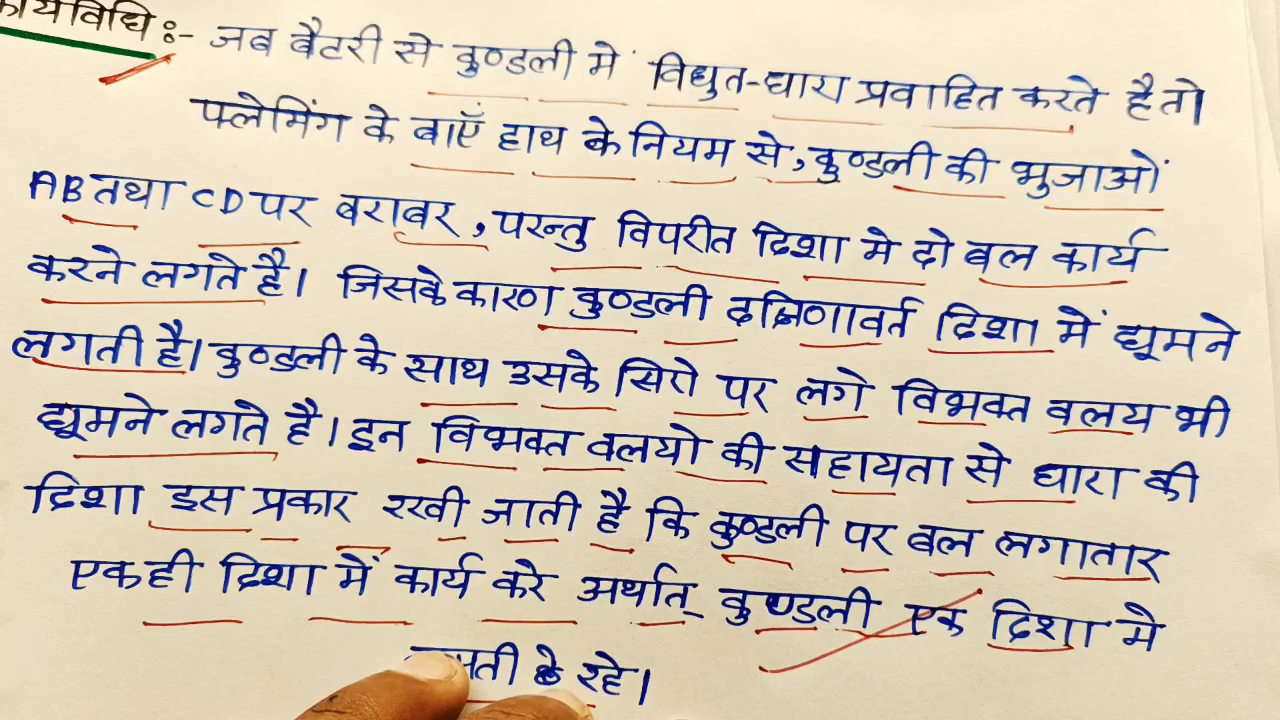 कार्यविधि :- जब बैटरी से कुण्डली में विद्युत-धारा प्रवाहित करते है तो
फ्लेमिंग के बाएँ हाथ के नियम से, कुण्डली की भुजाओं
AB तथा CD पर बराबर, परन्तु विपरीत दिशा मे दो बल कार्य
करने लगते है। जिसके कारण कुण्डली दक्षिणावर्त दिशा में घूमने
लगती है। कुण्डली के साथ उसके सिरो पर लगे विभक्त वलय भी
घूमने लगते है। इन विभक्त वलयो की सहायता से धारा की
दिशा इस प्रकार रखी जाती है कि कुण्डली पर बल लगातार
एक ही दिशा में कार्य करे अर्थात् कुण्डली एक दिशा मे
रहे।